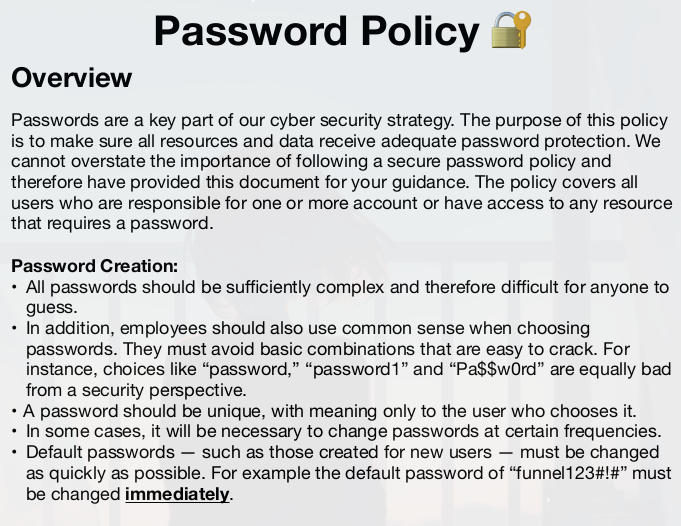 Password Policy 🔐
Overview
Passwords are a key part of our cyber security strategy. The purpose of this policy
is to make sure all resources and data receive adequate password protection. We
cannot overstate the importance of following a secure password policy and
therefore have provided this document for your guidance. The policy covers all
users who are responsible for one or more account or have access to any resource
that requires a password.
Password Creation:
• All passwords should be sufficiently complex and therefore difficult for anyone to
guess.
• In addition, employees should also use common sense when choosing
passwords. They must avoid basic combinations that are easy to crack. For
instance, choices like “password,” “password1” and “Pa$$w0rd” are equally bad
from a security perspective.
• A password should be unique, with meaning only to the user who chooses it.
• In some cases, it will be necessary to change passwords at certain frequencies.
• Default passwords — such as those created for new users — must be changed
as quickly as possible. For example the default password of “funnel123#!#” must
be changed immediately.